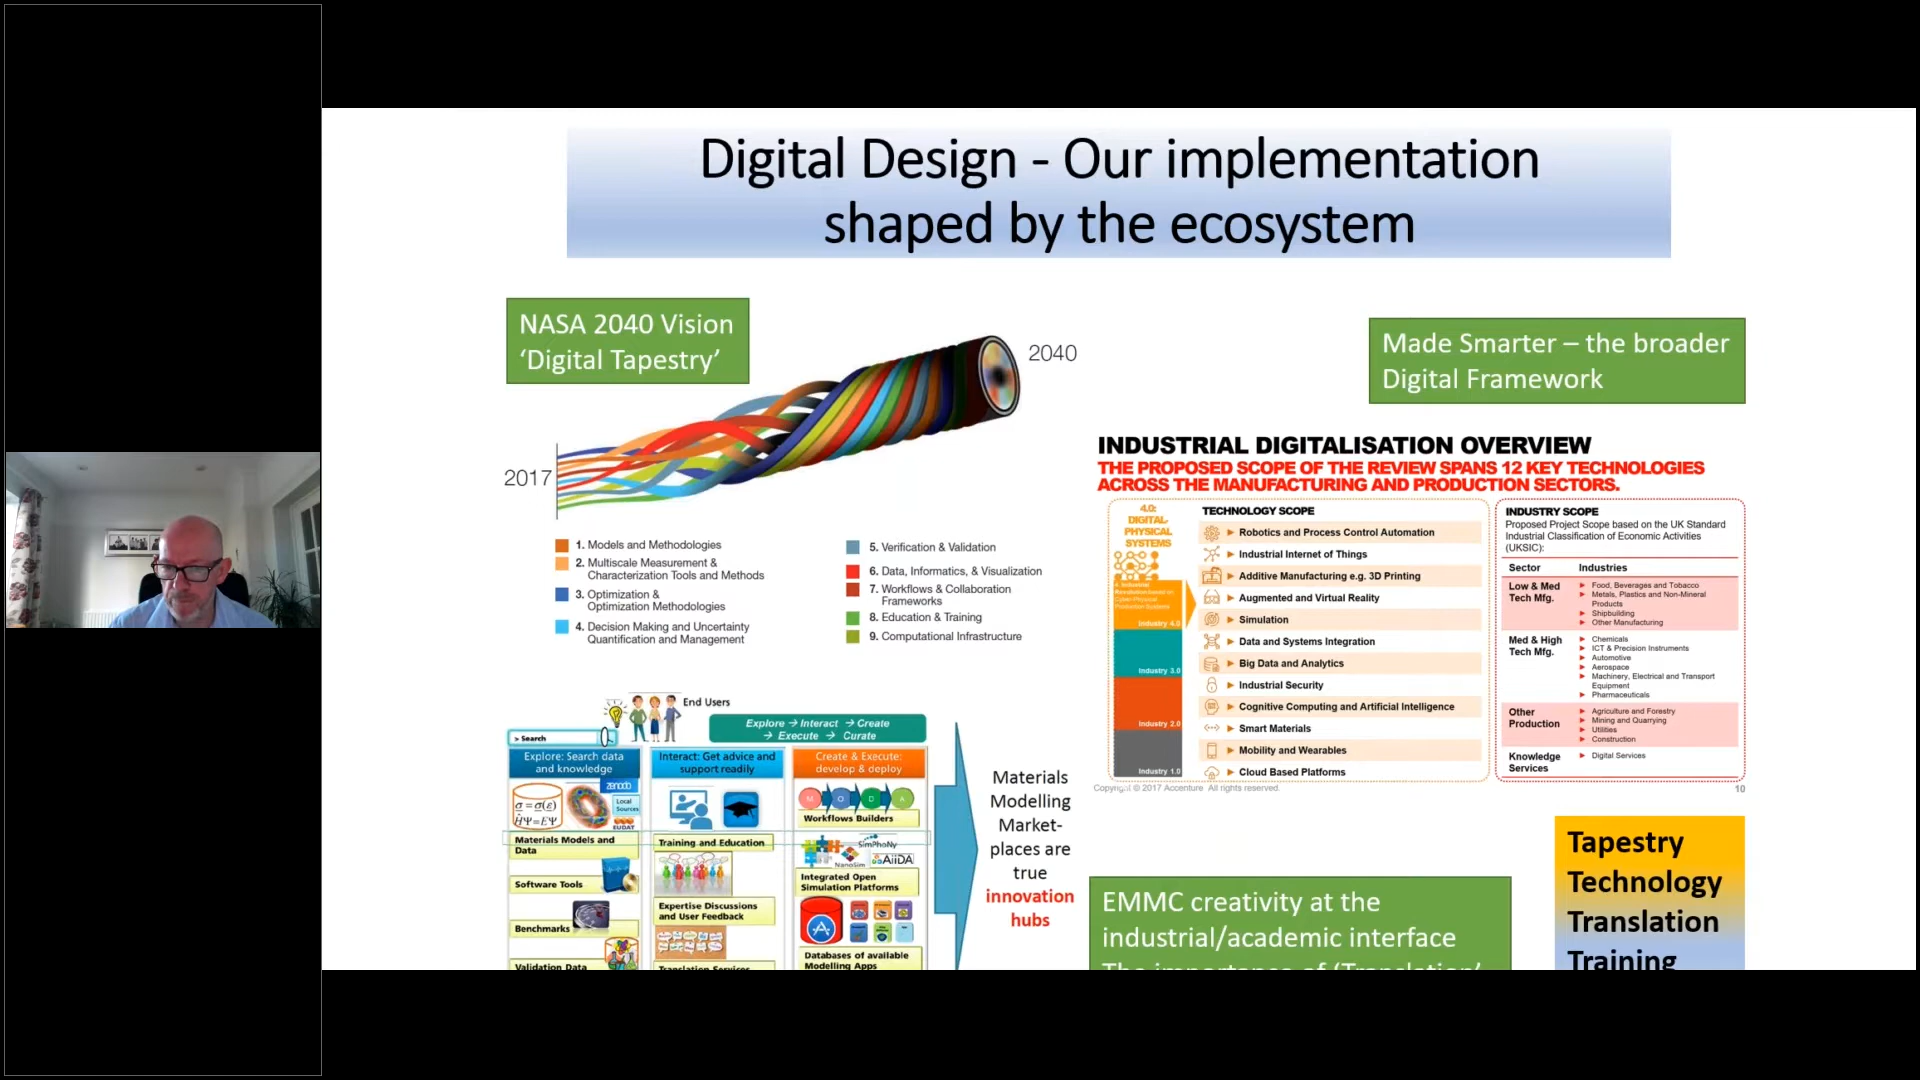 Digital Design - Our implementation
shaped by the ecosystem
NASA 2040 Vision
‘Digital Tapestry’
2017
2040
1. Models and Methodologies
2. Multiscale Measurement &
Characterization Tools and Methods
3. Optimization &
Optimization Methodologies
4. Decision Making and Uncertainty
Quantification and Management
5. Verification & Validation
6. Data, Informatics, & Visualization
7. Workflows & Collaboration
Frameworks
8. Education & Training
9. Computational Infrastructure
Made Smarter – the broader
Digital Framework
INDUSTRIAL DIGITALISATION OVERVIEW
THE PROPOSED SCOPE OF THE REVIEW SPANS 12 KEY TECHNOLOGIES
ACROSS THE MANUFACTURING AND PRODUCTION SECTORS.
4.0:
DIGITAL-
PHYSICAL
SYSTEMS
Industry 4.0
Industry 3.0
Industry 2.0
Industry 1.0
TECHNOLOGY SCOPE
Robotics and Process Control Automation
Industrial Internet of Things
Additive Manufacturing e.g. 3D Printing
Augmented and Virtual Reality
Simulation
Data and Systems Integration
Big Data and Analytics
Industrial Security
Cognitive Computing and Artificial Intelligence
Smart Materials
Mobility and Wearables
Cloud Based Platforms
INDUSTRY SCOPE
Proposed Project Scope based on the UK Standard
Industrial Classification of Economic Activities
(UKSIC):
Sector Industries
Low & Med
Tech Mfg.
Food, Beverages and Tobacco
Metals, Plastics and Non-Mineral
Products
Shipbuilding
Other Manufacturing
Med & High
Tech Mfg.
Chemicals
ICT & Precision Instruments
Automotive
Aerospace
Machinery, Electrical and Transport
Equipment
Pharmaceuticals
Other
Production
Agriculture and Forestry
Mining and Quarrying
Utilities
Construction
Knowledge
Services
Digital Services
Copyright © 2017 Accenture All rights reserved.
10
End Users
> Search
Explore → Interact → Create
→ Execute → Curate
Explore: Search data
and knowledge
zenodo
Local
Sources
EUDAT
Materials Models and
Data
Software Tools
Benchmarks
Validation Data
Interact: Get advice and
support readily
Training and Education
Expertise Discussions
and User Feedback
Translation Services
Create & Execute:
develop & deploy
M O D A
Workflows Builders
SimPhoNy
NanoSim
AiiDA
Integrated Open
Simulation Platforms
Databases of available
Modelling Apps
Materials
Modelling
Market-
places are
true
innovation
hubs
EMMC creativity at the
industrial/academic interface
The importance of ‘Translation’
Tapestry
Technology
Translation
Training